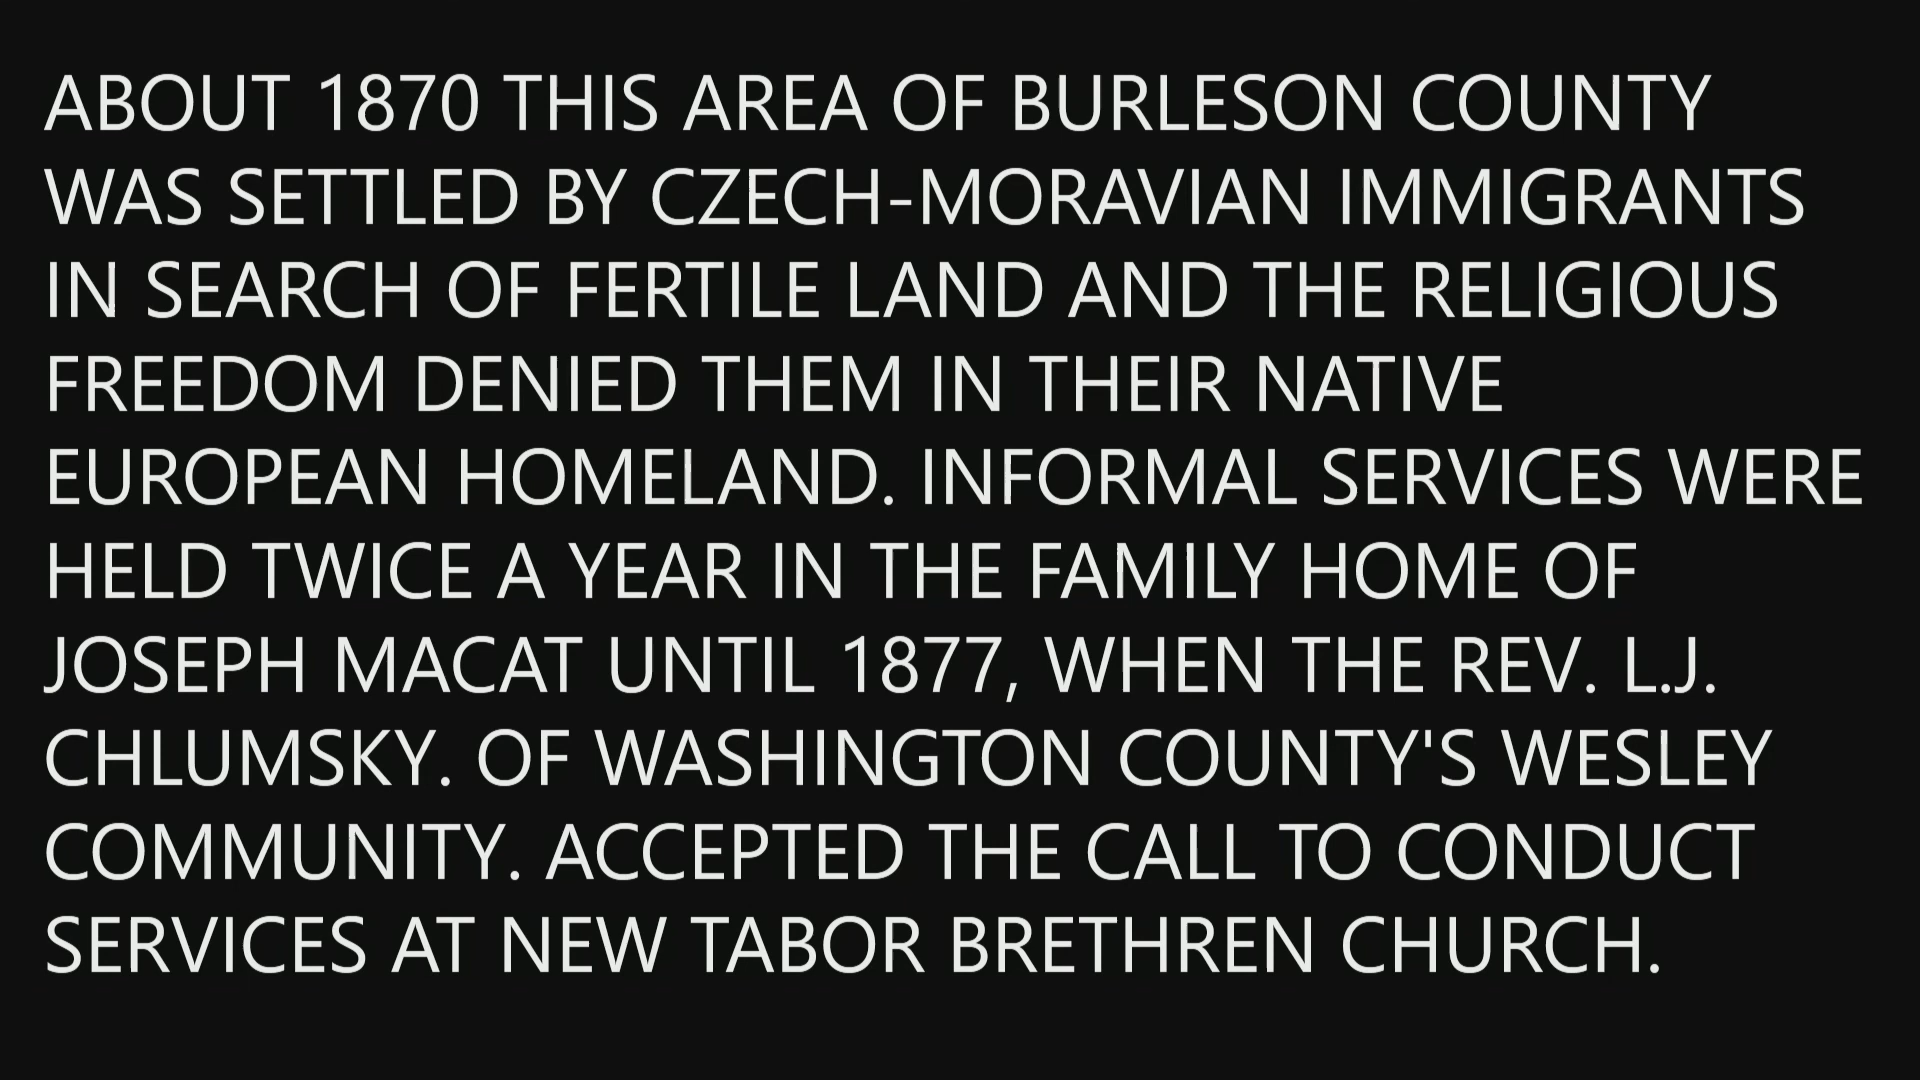 ABOUT 1870 THIS AREA OF BURLESON COUNTY
WAS SETTLED BY CZECH-MORAVIAN IMMIGRANTS
IN SEARCH OF FERTILE LAND AND THE RELIGIOUS
FREEDOM DENIED THEM IN THEIR NATIVE
EUROPEAN HOMELAND. INFORMAL SERVICES WERE
HELD TWICE A YEAR IN THE FAMILY HOME OF
JOSEPH MACAT UNTIL 1877, WHEN THE REV. L.J.
CHLUMSKY. OF WASHINGTON COUNTY'S WESLEY
COMMUNITY. ACCEPTED THE CALL TO CONDUCT
SERVICES AT NEW TABOR BRETHREN CHURCH.